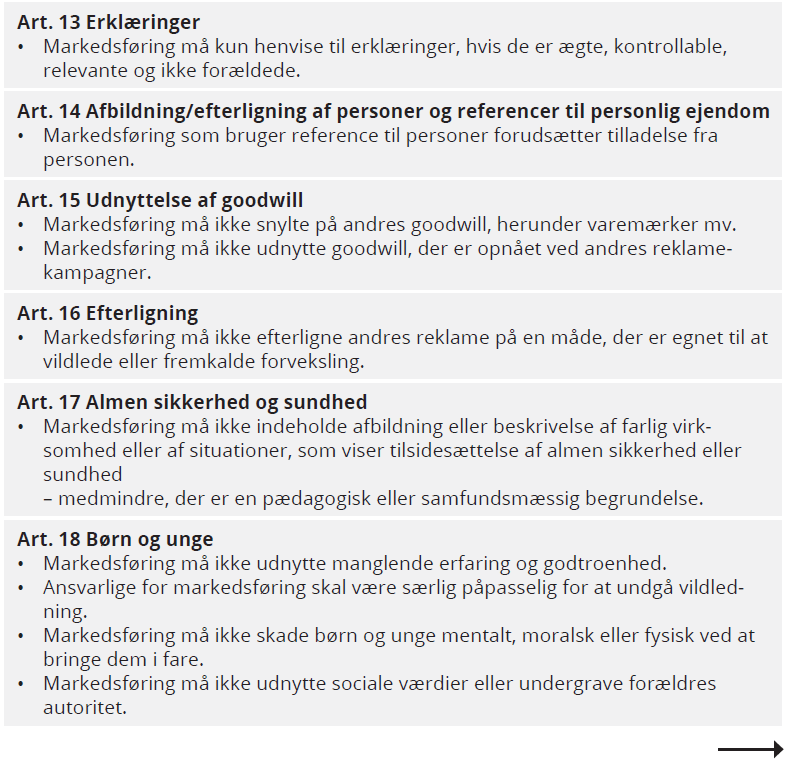 Art. 13 Erklæringer
• Markedsføring må kun henvise til erklæringer, hvis de er ægte, kontrollable,
relevante og ikke forældede.
Art. 14 Afbildning/efterligning af personer og referencer til personlig ejendom
• Markedsføring som bruger reference til personer forudsætter tilladelse fra
personen.
Art. 15 Udnyttelse af goodwill
• Markedsføring må ikke snylte på andres goodwill, herunder varemærker mv.
• Markedsføring må ikke udnytte goodwill, der er opnået ved andres reklame-
kampagner.
Art. 16 Efterligning
• Markedsføring må ikke efterligne andres reklame på en måde, der er egnet til at
vildlede eller fremkalde forveksling.
Art. 17 Almen sikkerhed og sundhed
• Markedsføring må ikke indeholde afbildning eller beskrivelse af farlig virk-
somhed eller af situationer, som viser tilsidesættelse af almen sikkerhed eller
sundhed
– medmindre, der er en pædagogisk eller samfundsmæssig begrundelse.
Art. 18 Børn og unge
• Markedsføring må ikke udnytte manglende erfaring og godtroenhed.
• Ansvarlige for markedsføring skal være særlig påpasselig for at undgå vildled-
ning.
• Markedsføring må ikke skade børn og unge mentalt, moralsk eller fysisk ved at
bringe dem i fare.
• Markedsføring må ikke udnytte sociale værdier eller undergrave forældres
autoritet.